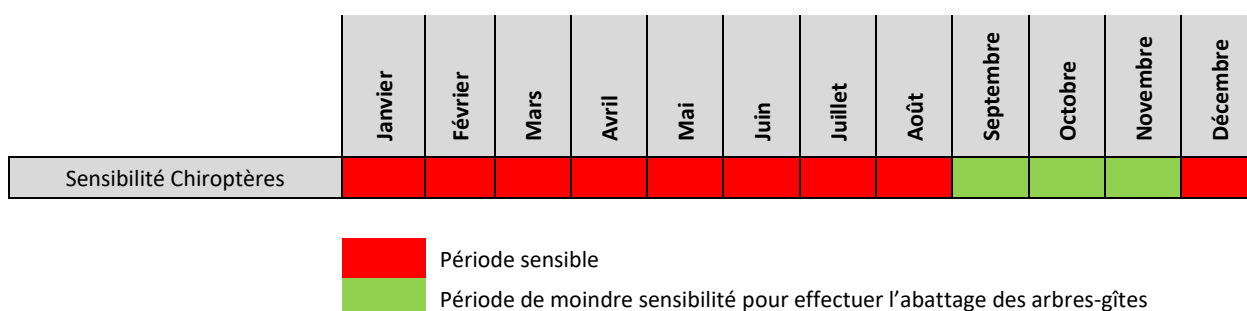 Janvier
Février
Mars
Avril
Mai
Juin
Juillet
Août
Septembre
Octobre
Novembre
Décembre
Sensibilité Chiroptères
Période sensible
Période de moindre sensibilité pour effectuer l’abattage des arbres-gîtes